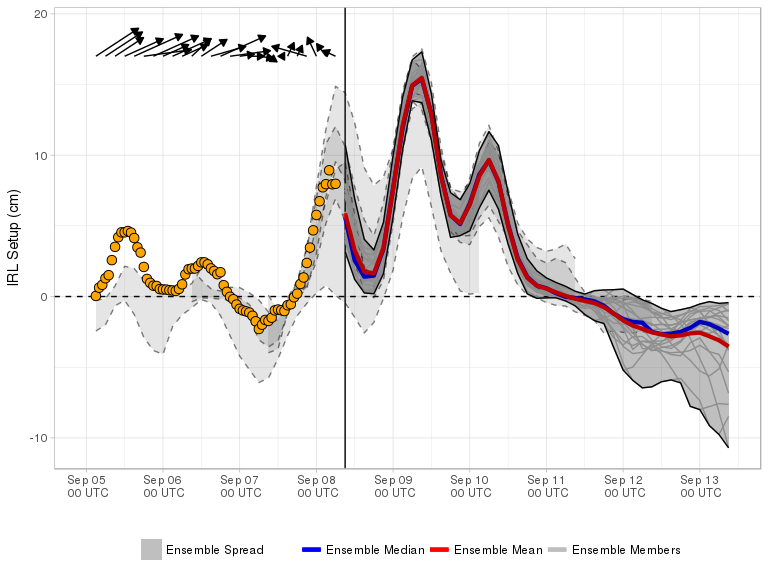 20
10
0
-10
IRL Setup (cm)
Sep 05 Sep 06 Sep 07 Sep 08 Sep 09 Sep 10 Sep 11 Sep 12 Sep 13
00 UTC 00 UTC 00 UTC 00 UTC 00 UTC 00 UTC 00 UTC 00 UTC 00 UTC
Ensemble Spread Ensemble Median Ensemble Mean Ensemble Members